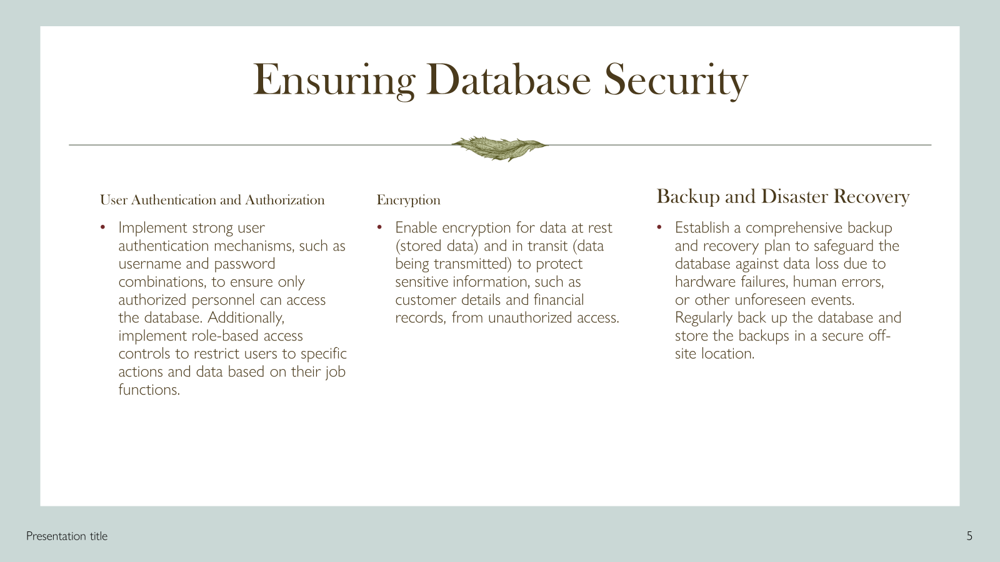 Ensuring Database Security
User Authentication and Authorization
• Implement strong user
authentication mechanisms, such as
username and password
combinations, to ensure only
authorized personnel can access
the database. Additionally,
implement role-based access
controls to restrict users to specific
actions and data based on their job
functions.
Encryption
• Enable encryption for data at rest
(stored data) and in transit (data
being transmitted) to protect
sensitive information, such as
customer details and financial
records, from unauthorized access.
Backup and Disaster Recovery
• Establish a comprehensive backup
and recovery plan to safeguard the
database against data loss due to
hardware failures, human errors,
or other unforeseen events.
Regularly back up the database and
store the backups in a secure off-
site location.
Presentation title
5